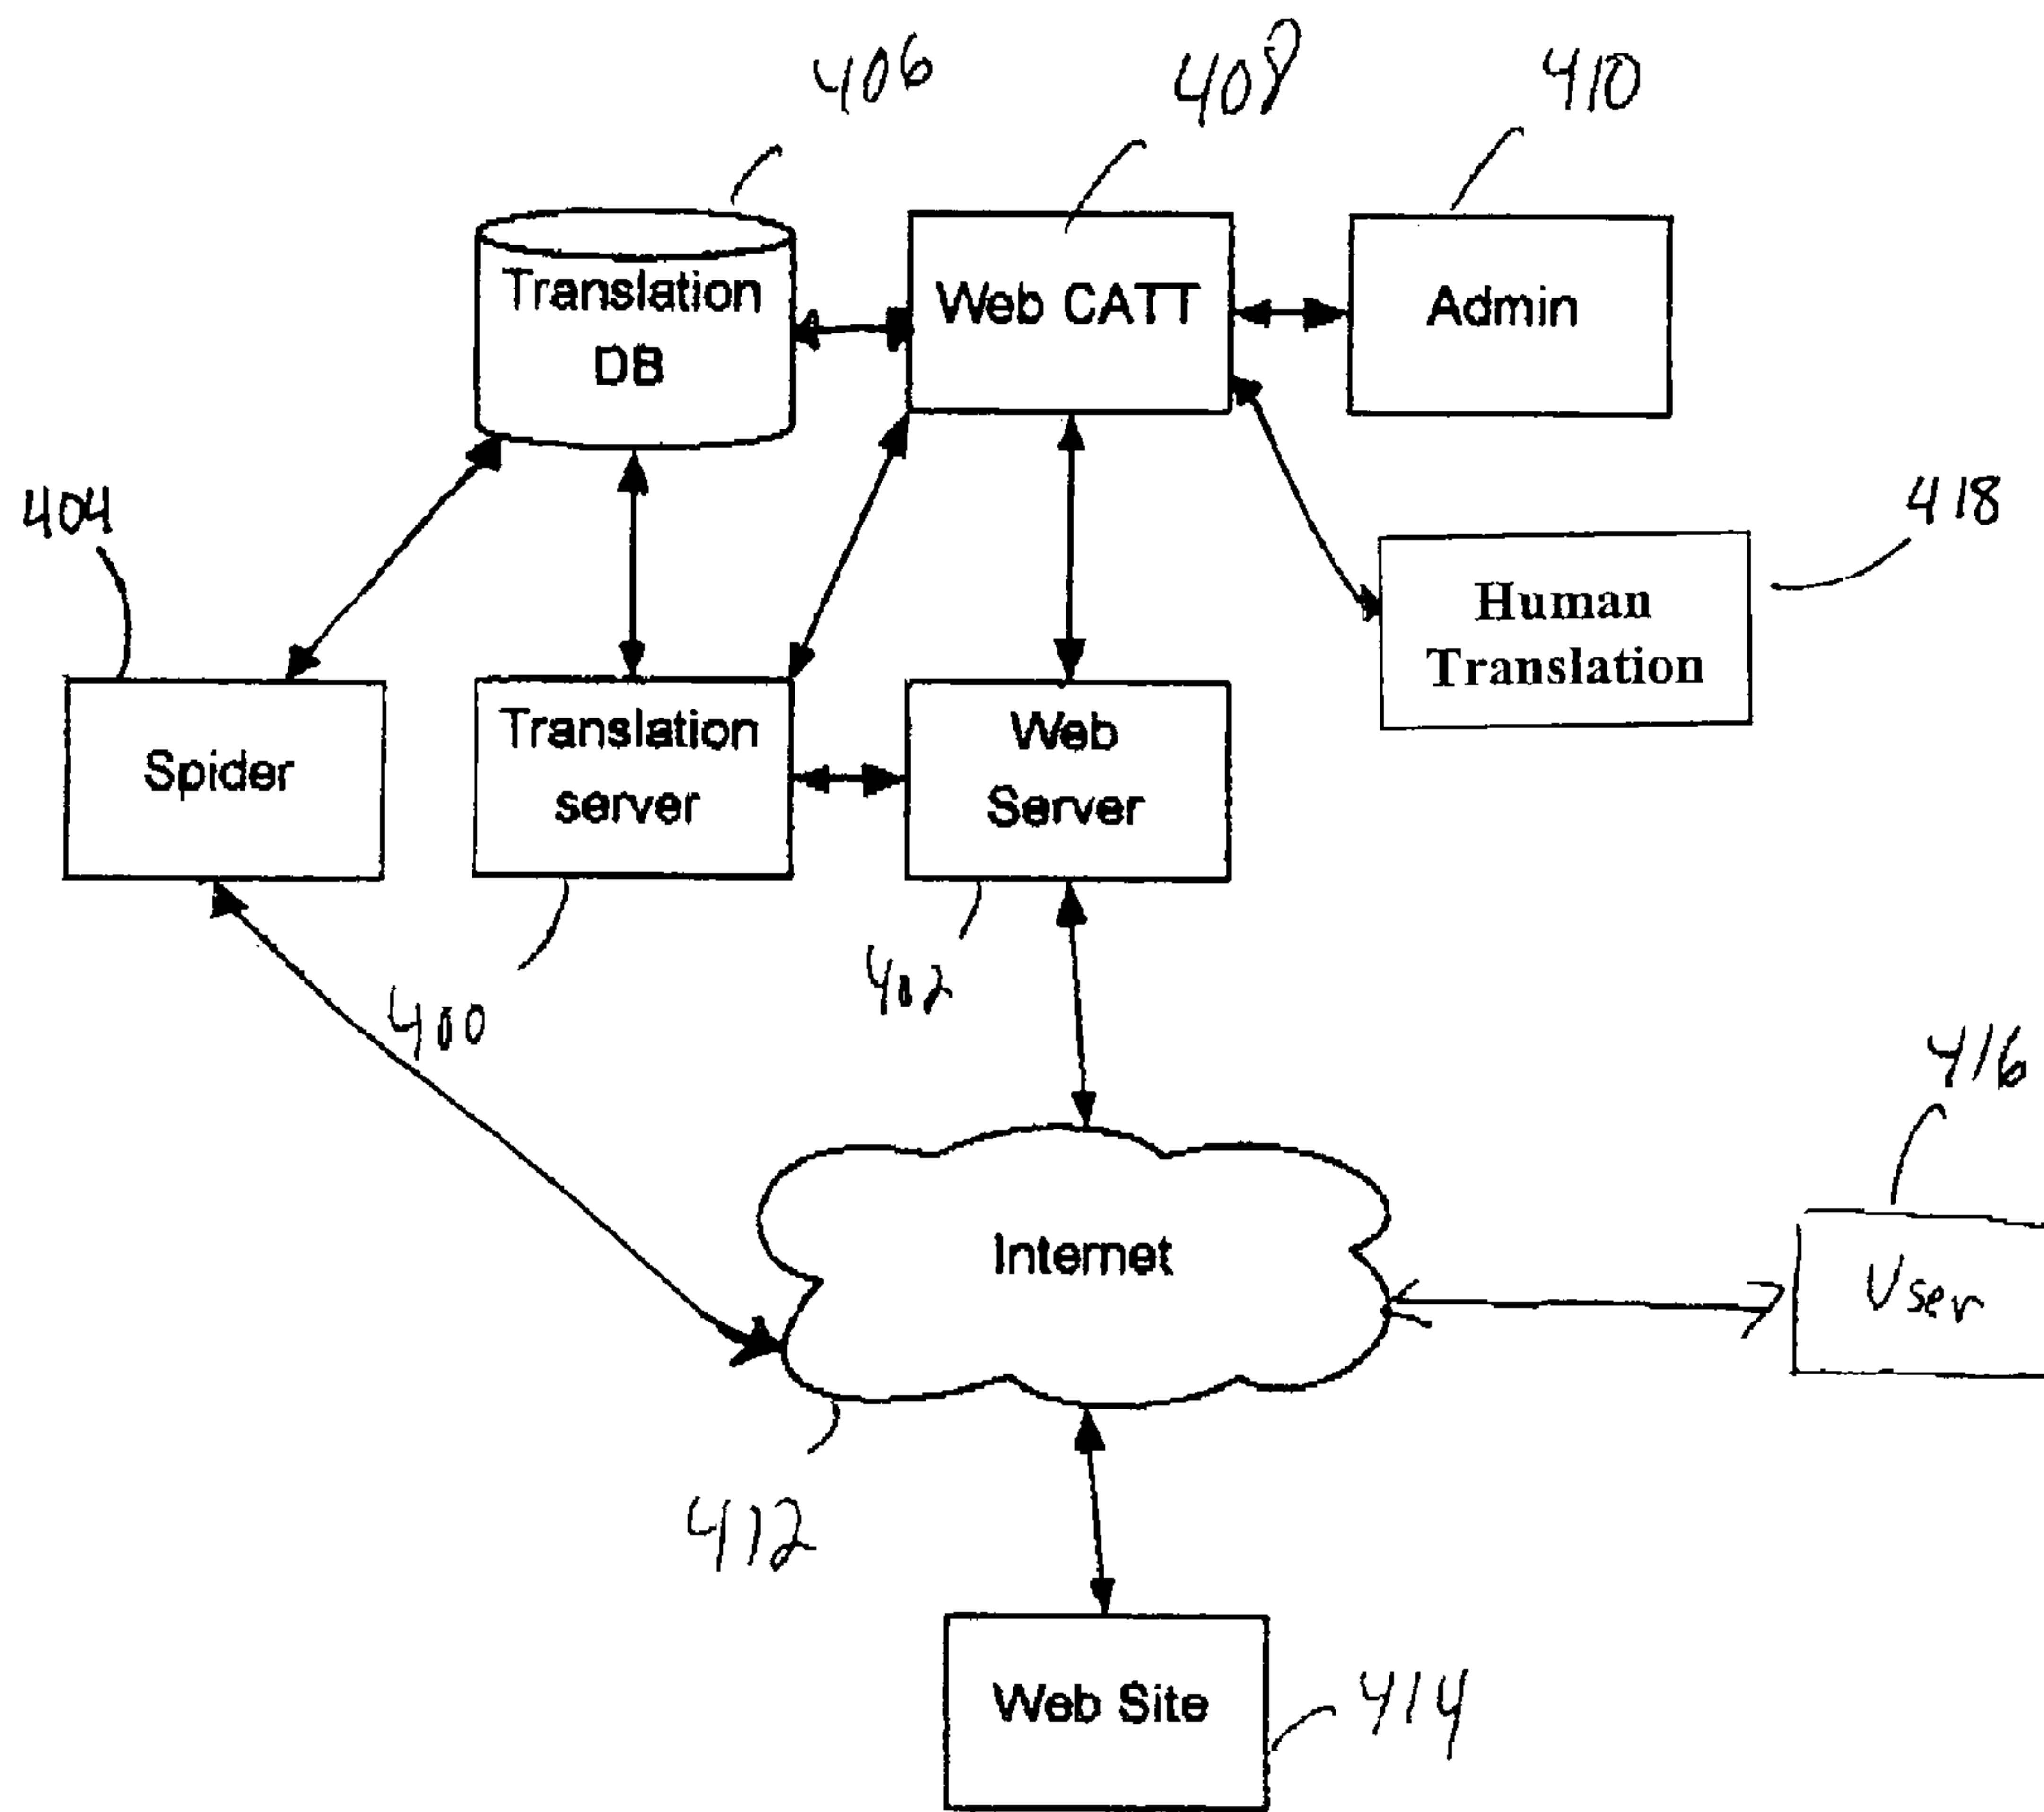 406
408
410
Translation
DB
Web CATT
Admin
404
418
Human
Translation
Spider
Translation
server
Web
Server
400
402
416
Internet
User
412
Web Site
414